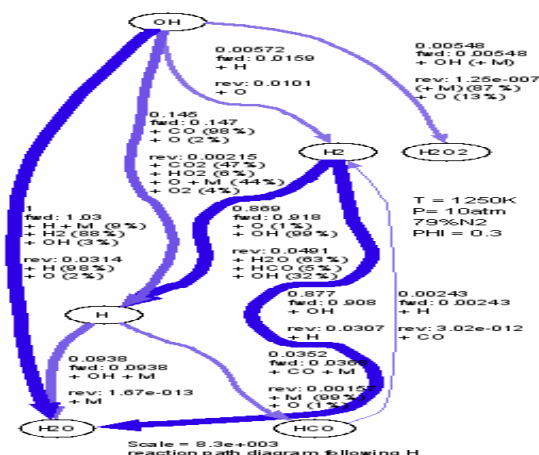 OH
0.00572
fwd: 0.0159
+ H
rev: 0.0101
+ O
0.00548
fwd: 0.00548
+ OH (+ M)
rev: 1.25e-007
(+ M) (87 %)
+ O (13%)
0.145
fwd: 0.147
+ CO (98%)
+ O (2%)
rev: 0.00215
+ CO2 (47%)
+ HO2 (6%)
+ O + M (44%)
+ O2 (4%)
H2
H2O2
T = 1250K
P= 10atm
79%N2
PHI = 0.3
1
fwd: 1.03
+ H + M (9%)
+ H2 (88%)
+ OH (3%)
rev: 0.0314
+ H (98%)
+ O (2%)
0.869
fwd: 0.918
+ O (1%)
+ OH (99%)
rev: 0.0491
+ H2O (63%)
+ HCO (5%)
+ OH (32%)
0.877
fwd: 0.908
+ OH
rev: 0.0307
+ H
0.00243
fwd: 0.00243
+ H
rev: 3.02e-012
+ CO
H
0.0938
fwd: 0.0938
+ OH + M
rev: 1.67e-013
+ M
0.0352
fwd: 0.0368
+ CO + M
rev: 0.00157
+ M (99%)
+ O (1%)
H2O
HCO
Scale = 8.3e+003
reaction path diagram following H